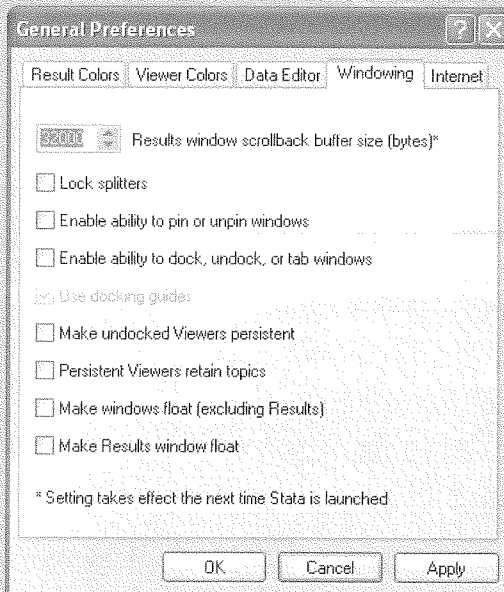 General Preferences
Result Colors Viewer Colors Data Editor Windowing Internet
32000 Results window scrollback buffer size (bytes)*
Lock splitters
Enable ability to pin or unpin windows
Enable ability to dock, undock, or tab windows
Use docking guides
Make undocked Viewers persistent
Persistent Viewers retain topics
Make windows float (excluding Results)
Make Results window float
* Setting takes effect the next time Stata is launched
OK Cancel Apply